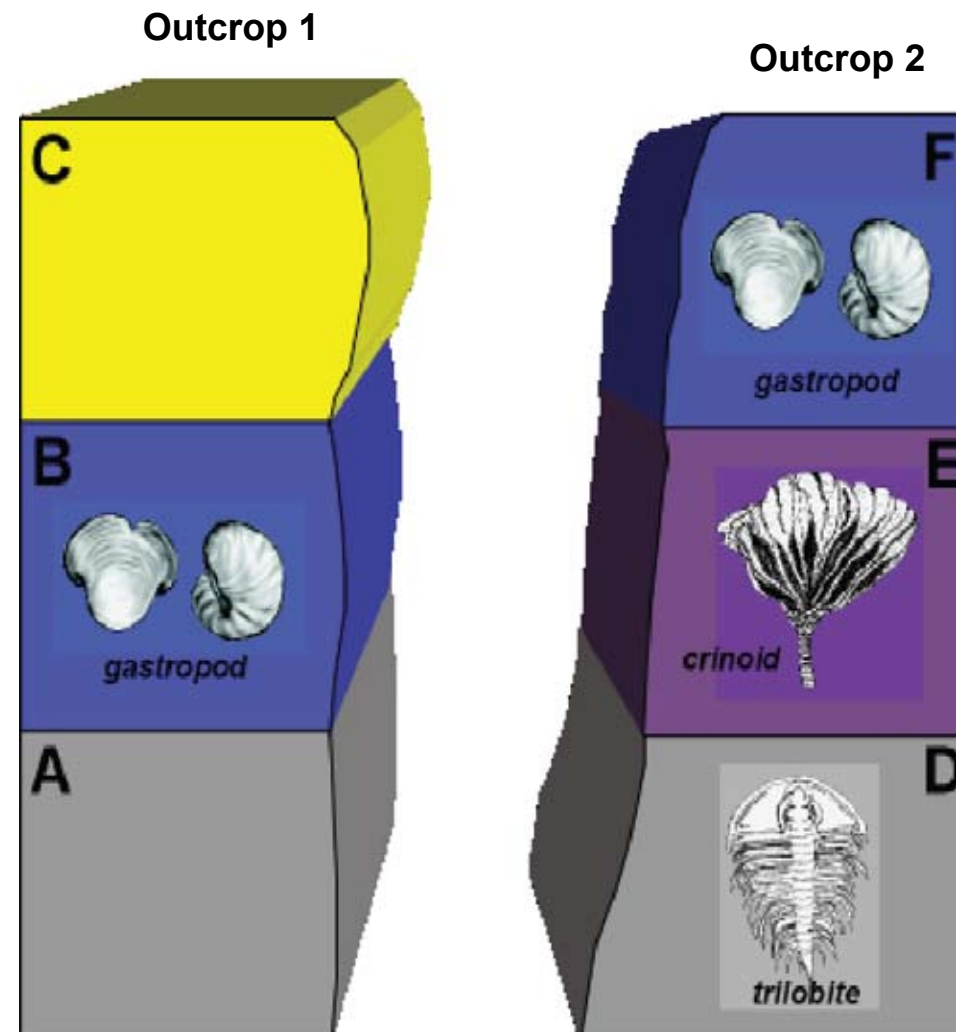 Outcrop 1
C
B
gastropod
A
Outcrop 2
F
gastropod
E
crinoid
D
trilobite